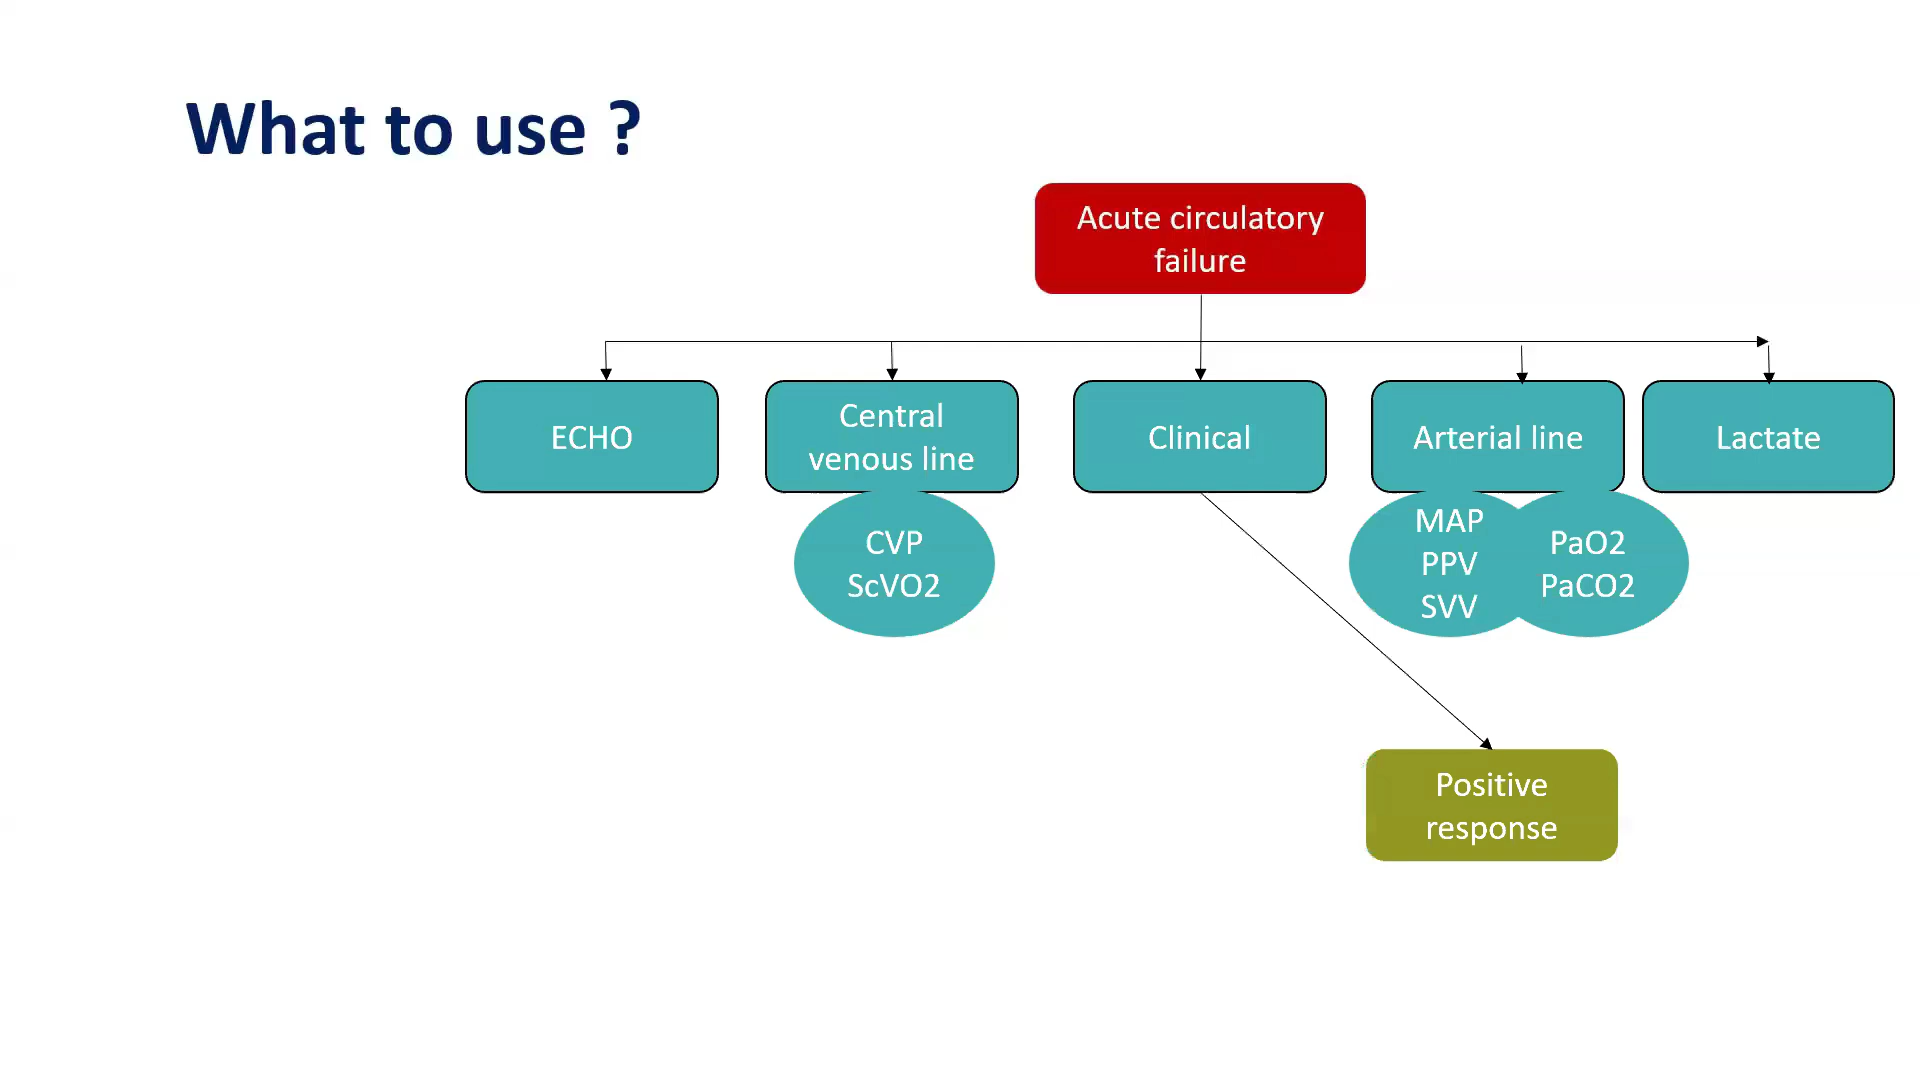 What to use ?
Acute circulatory
failure
ECHO
Central
venous line
Clinical
Arterial line
Lactate
CVP
ScVO2
MAP
PPV
SVV
PaO2
PaCO2
Positive
response